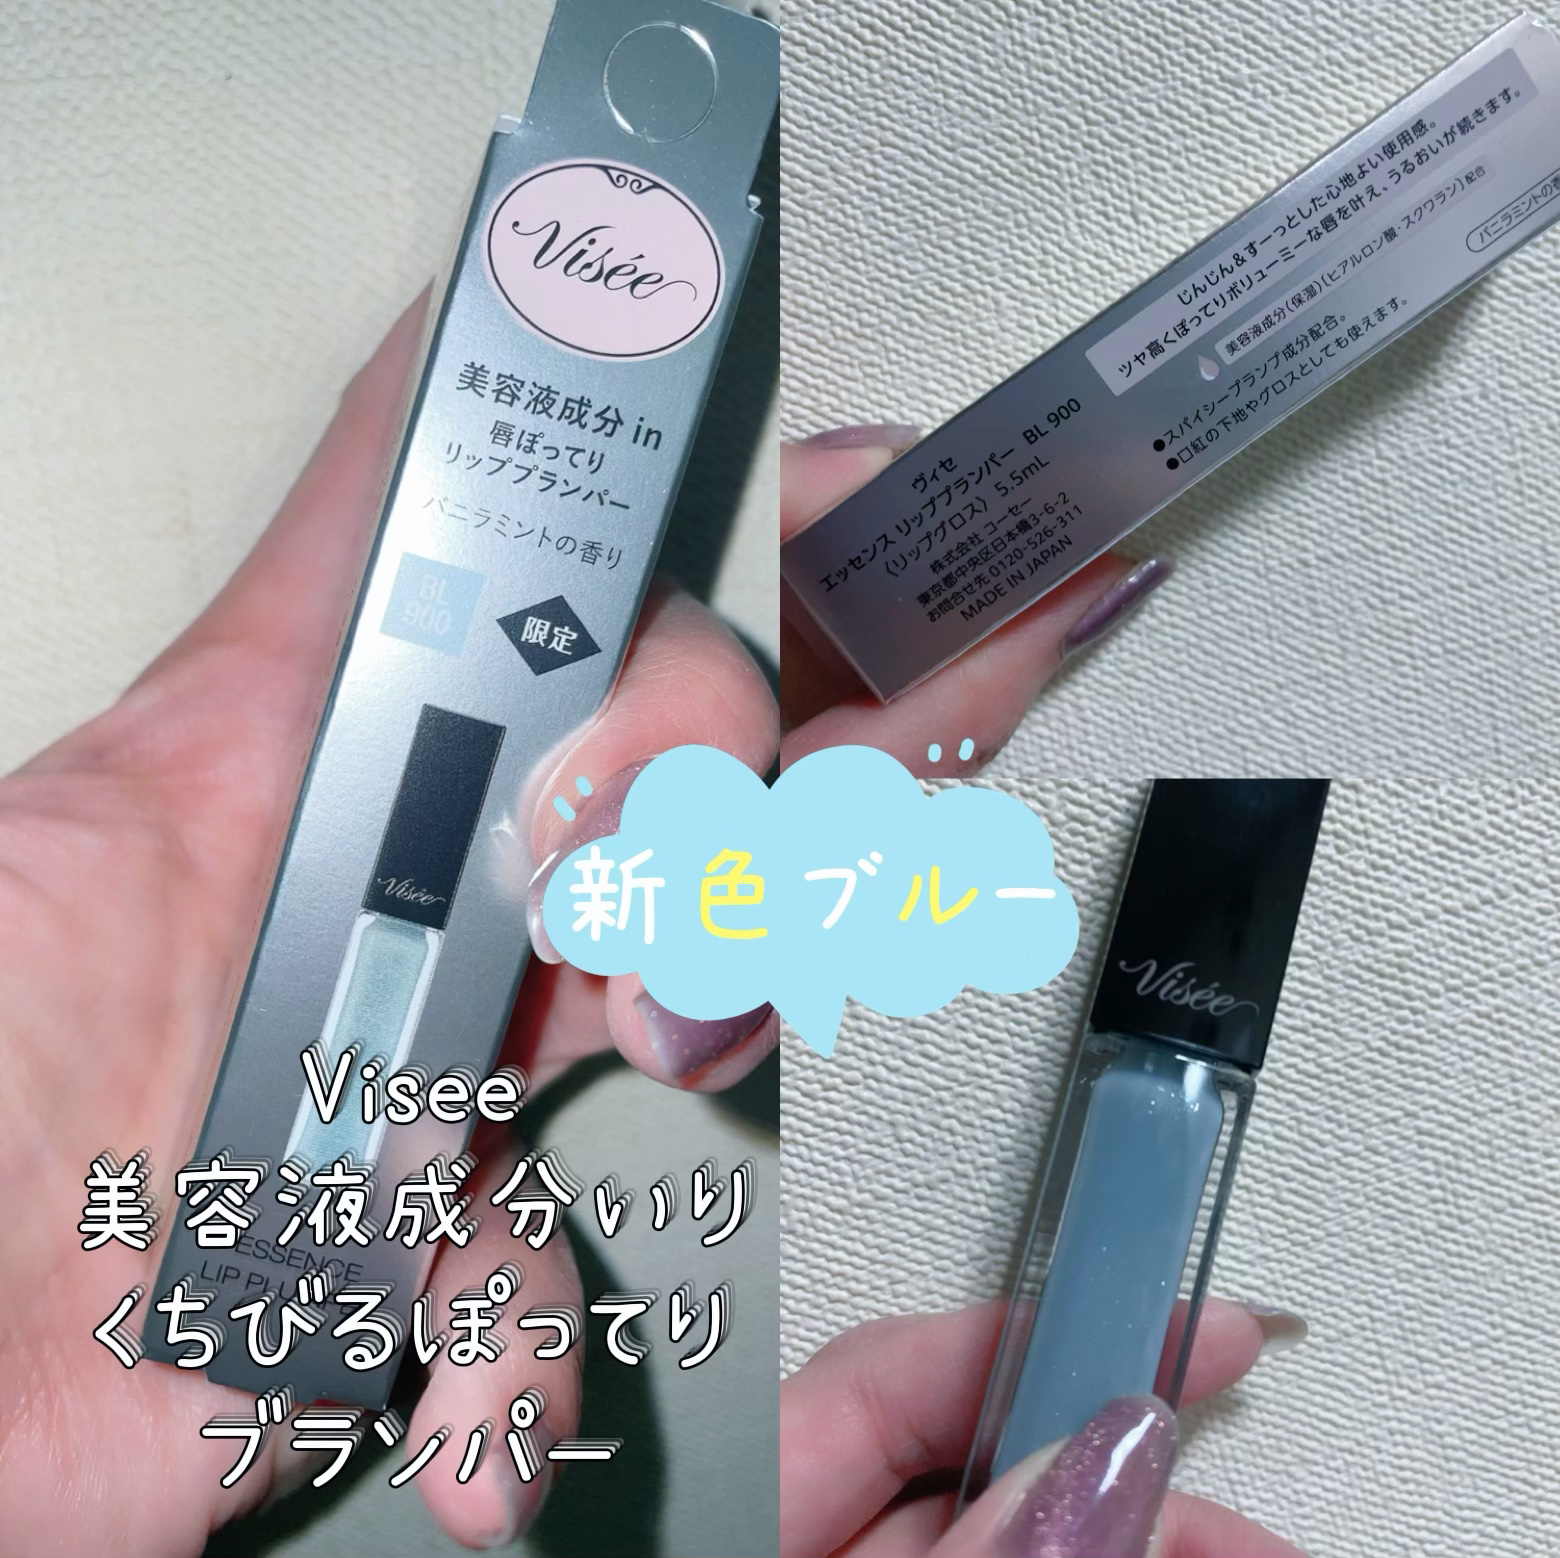 Visée
美容液成分 in
唇ぽってり
リッププランパー
バニラミントの香り
BL
900
限定
Visée
ESSENCE
Visee
美容液成分いり
くちびるぽってり
プランパー
じんじん&すーっとした心地よい使用感。
ツヤ高くぽってりボリューミーな唇を叶え、うるおいが続きます。
美容液成分(保湿)(ヒアルロン酸・スクワラン)配合
バニラミントの香
●スパイシープランプ成分配合。
●口紅の下地やグロスとしても使えます。
ヴィセ
エッセンス リッププランパー BL 900
〈リップグロス〉 5.5mL
株式会社 コーセー
東京都中央区日本橋3-6-2
お問合せ先 0120-526-311
MADE IN JAPAN
新色ブルー
Visée